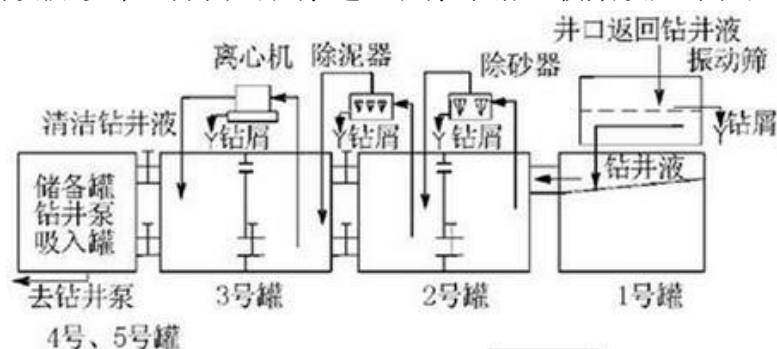 井口返回钻井液
振动筛
离心机
除泥器
除砂器
清洁钻井液
钻屑
钻屑
钻屑
钻屑
储备罐
钻井泵
吸入罐
钻井液
去钻井泵
3号罐
2号罐
1号罐
4号、5号罐